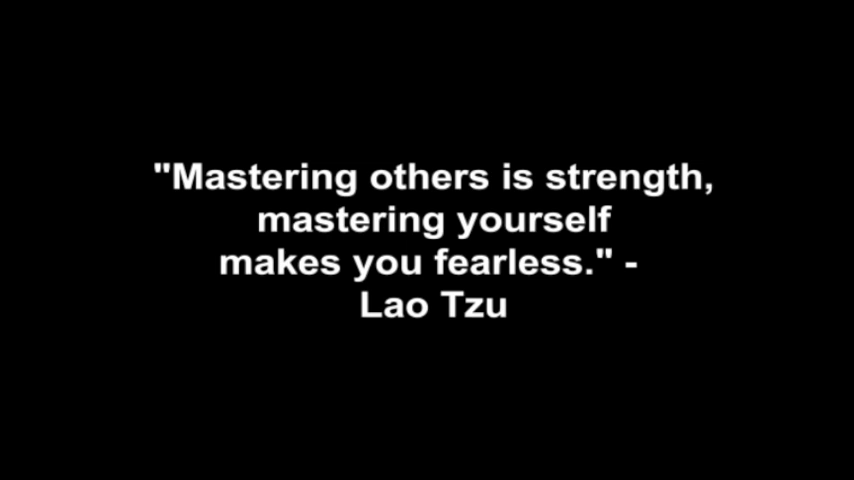 "Mastering others is strength,
mastering yourself
makes you fearless." -
Lao Tzu